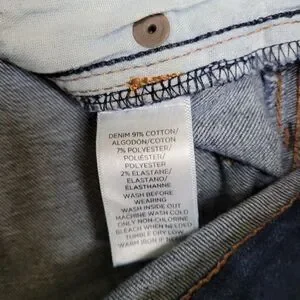 DENIM 91% COTTON/
ALGODÓN/COTON
7% POLYESTER/
POLIÉSTER/
POLYESTER
2% ELASTANE/
ELASTANO/
ELASTHANNE
WASH BEFORE
WEARING
WASH INSIDE OUT
MACHINE WASH COLD
ONLY NON-CHLORINE
BLEACH WHEN NEEDED
TUMBLE DRY LOW
WARM IRON IF NEEDED